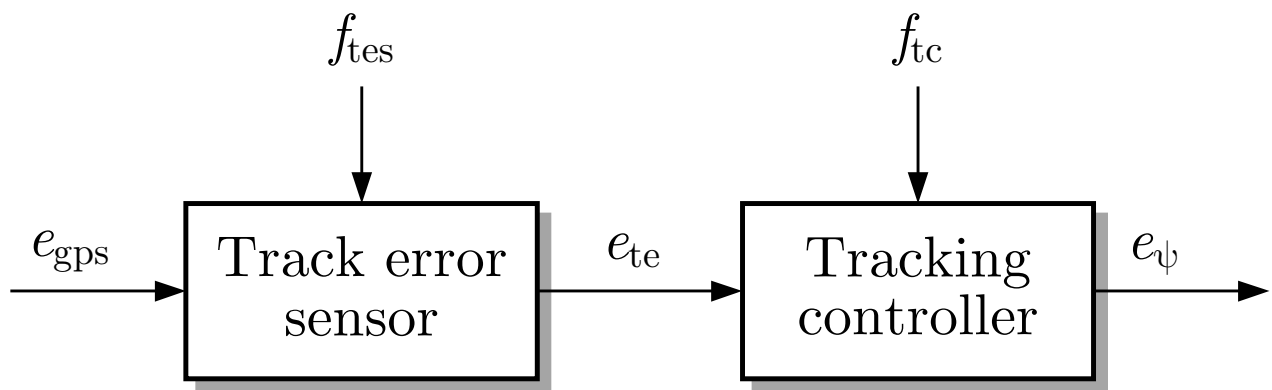 f_tes
f_tc
e_gps
Track error
sensor
e_te
Tracking
controller
e_ψ